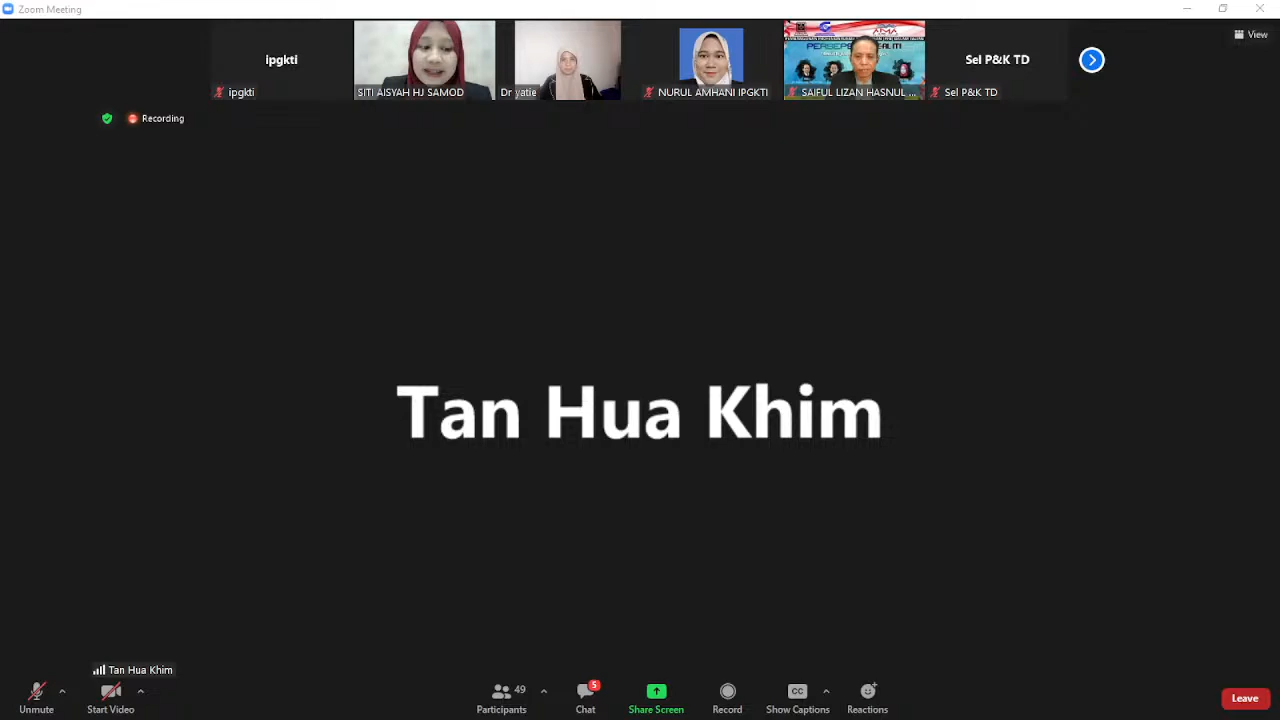 Zoom Meeting
View
ipgkti
Sel P&K TD
ipgkti
SITI AISYAH HJ SAMOD
Dr yatie
NURUL AMHANI IPGKTI
SAIFUL LIZAN HASNUL ...
Sel P&K TD
Recording
Tan Hua Khim
Tan Hua Khim
49
5
CC
Unmute
Start Video
Participants
Chat
Share Screen
Record
Show Captions
Reactions
Leave